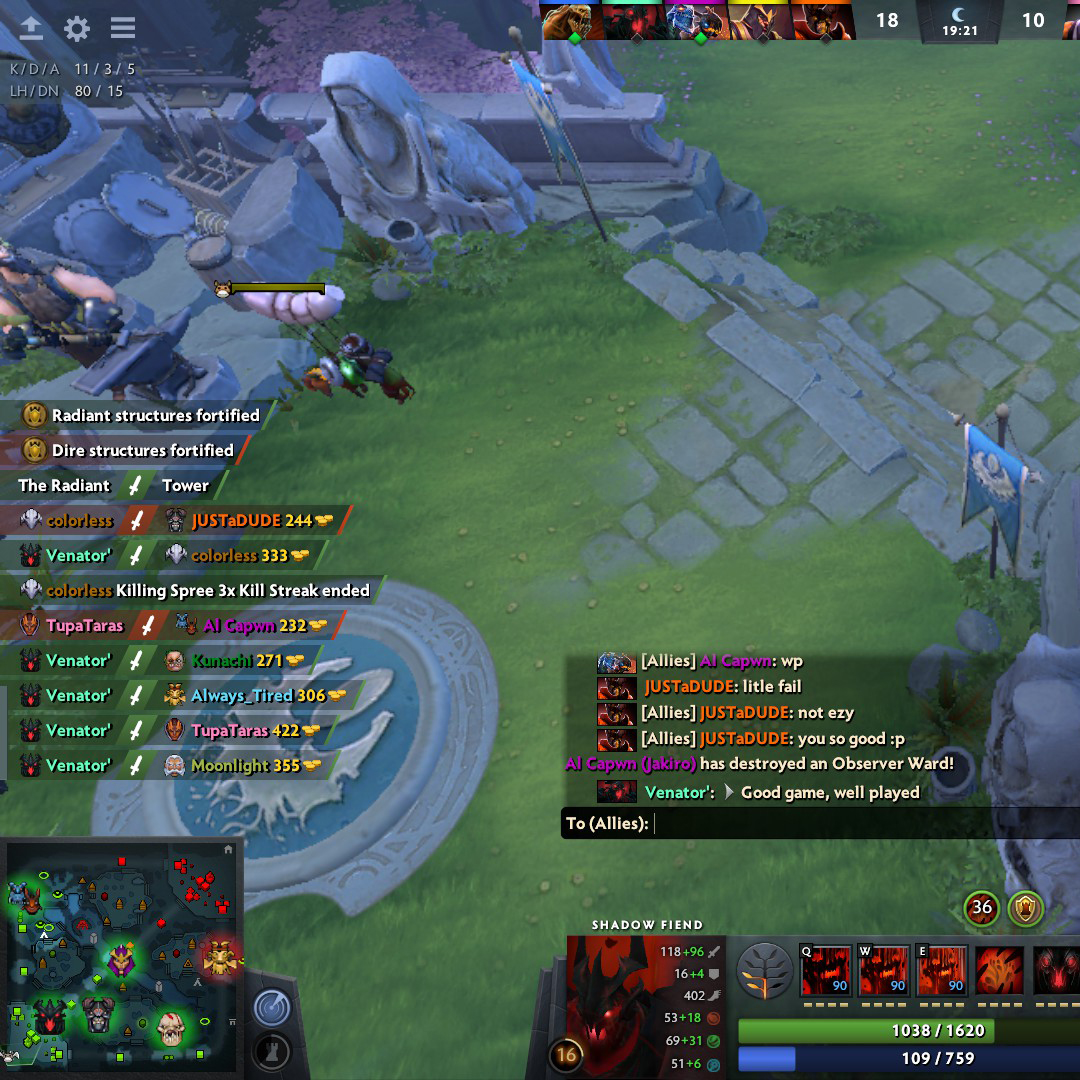 18 19:21 10
K/D/A 11 / 3 / 5
LH/DN 80 / 15
Radiant structures fortified
Dire structures fortified
The Radiant Tower
colorless JUSTaDUDE 244
Venator' colorless 333
colorless Killing Spree 3x Kill Streak ended
TupaTaras Al Capwn 232
Venator' Kunachi 271
Venator' Always_Tired 306
Venator' TupaTaras 422
Venator' Moonlight 355
[Allies] Al Capwn: wp
JUSTaDUDE: litle fail
[Allies] JUSTaDUDE: not ezy
[Allies] JUSTaDUDE: you so good :p
Al Capwn (Jakiro) has destroyed an Observer Ward!
Venator': Good game, well played
To (Allies):
36
SHADOW FIEND
118+96
16+4
402
53+18
69+31
51+6
16
Q W E
90 90 90
1038 / 1620
109 / 759